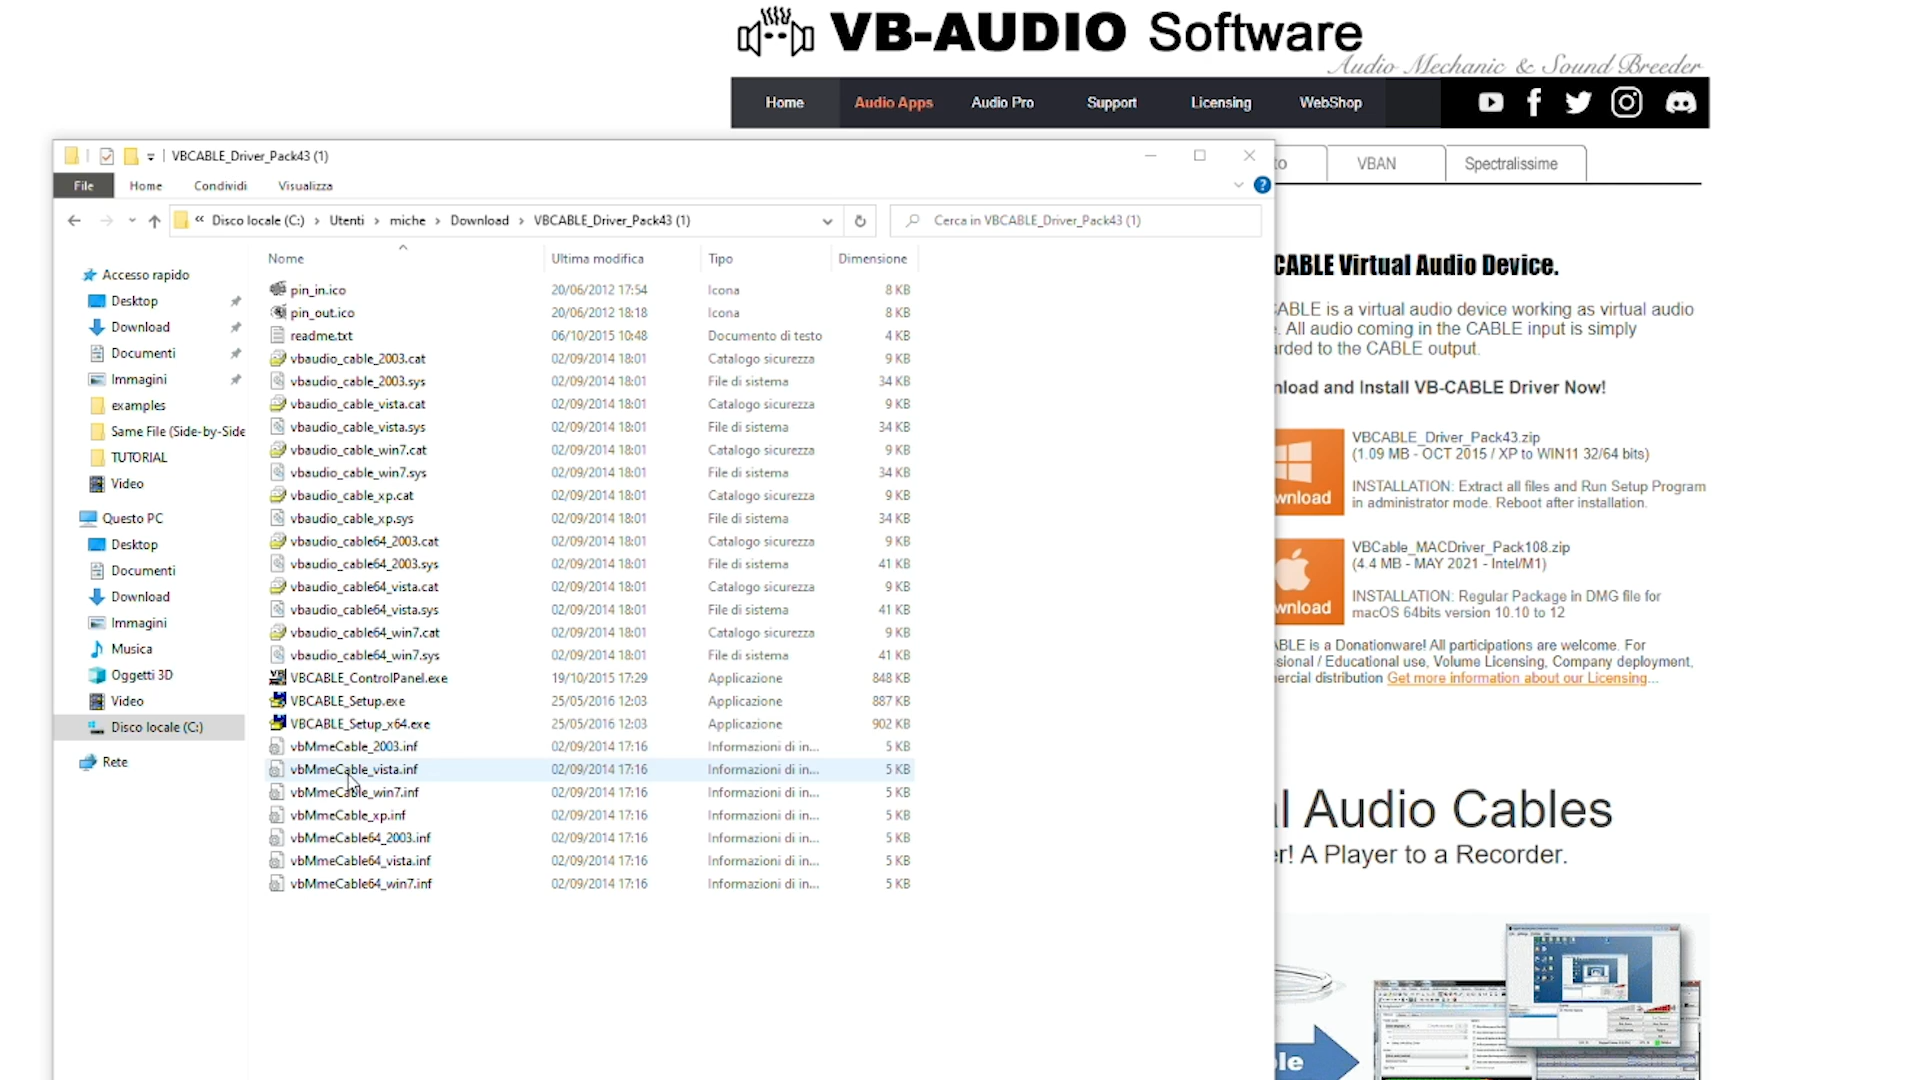 VB-AUDIO Software
Audio Mechanic & Sound Breeder
Home Audio Apps Audio Pro Support Licensing WebShop
VBCABLE_Driver_Pack43 (1)
File Home Condividi Visualizza
VBAN Spectralissime
« Disco locale (C:) › Utenti › miche › Download › VBCABLE_Driver_Pack43 (1)
Cerca in VBCABLE_Driver_Pack43 (1)
Accesso rapido
Desktop
Download
Documenti
Immagini
examples
Same File (Side-by-Side
TUTORIAL
Video
Questo PC
Desktop
Documenti
Download
Immagini
Musica
Oggetti 3D
Video
Disco locale (C:)
Rete
Nome Ultima modifica Tipo Dimensione
pin_in.ico 20/06/2012 17:54 Icona 8 KB
pin_out.ico 20/06/2012 18:18 Icona 8 KB
readme.txt 06/10/2015 10:48 Documento di testo 4 KB
vbaudio_cable_2003.cat 02/09/2014 18:01 Catalogo sicurezza 9 KB
vbaudio_cable_2003.sys 02/09/2014 18:01 File di sistema 34 KB
vbaudio_cable_vista.cat 02/09/2014 18:01 Catalogo sicurezza 9 KB
vbaudio_cable_vista.sys 02/09/2014 18:01 File di sistema 34 KB
vbaudio_cable_win7.cat 02/09/2014 18:01 Catalogo sicurezza 9 KB
vbaudio_cable_win7.sys 02/09/2014 18:01 File di sistema 34 KB
vbaudio_cable_xp.cat 02/09/2014 18:01 Catalogo sicurezza 9 KB
vbaudio_cable_xp.sys 02/09/2014 18:01 File di sistema 34 KB
vbaudio_cable64_2003.cat 02/09/2014 18:01 Catalogo sicurezza 9 KB
vbaudio_cable64_2003.sys 02/09/2014 18:01 File di sistema 41 KB
vbaudio_cable64_vista.cat 02/09/2014 18:01 Catalogo sicurezza 9 KB
vbaudio_cable64_vista.sys 02/09/2014 18:01 File di sistema 41 KB
vbaudio_cable64_win7.cat 02/09/2014 18:01 Catalogo sicurezza 9 KB
vbaudio_cable64_win7.sys 02/09/2014 18:01 File di sistema 41 KB
VBCABLE_ControlPanel.exe 19/10/2015 17:29 Applicazione 848 KB
VBCABLE_Setup.exe 25/05/2016 12:03 Applicazione 887 KB
VBCABLE_Setup_x64.exe 25/05/2016 12:03 Applicazione 902 KB
vbMmeCable_2003.inf 02/09/2014 17:16 Informazioni di in... 5 KB
vbMmeCable_vista.inf 02/09/2014 17:16 Informazioni di in... 5 KB
vbMmeCable_win7.inf 02/09/2014 17:16 Informazioni di in... 5 KB
vbMmeCable_xp.inf 02/09/2014 17:16 Informazioni di in... 5 KB
vbMmeCable64_2003.inf 02/09/2014 17:16 Informazioni di in... 5 KB
vbMmeCable64_vista.inf 02/09/2014 17:16 Informazioni di in... 5 KB
vbMmeCable64_win7.inf 02/09/2014 17:16 Informazioni di in... 5 KB
CABLE Virtual Audio Device.
ABLE is a virtual audio device working as virtual audio
. All audio coming in the CABLE input is simply
arded to the CABLE output.
nload and Install VB-CABLE Driver Now!
wnload
VBCABLE_Driver_Pack43.zip
(1.09 MB - OCT 2015 / XP to WIN11 32/64 bits)
INSTALLATION: Extract all files and Run Setup Program
in administrator mode. Reboot after installation.
wnload
VBCable_MACDriver_Pack108.zip
(4.4 MB - MAY 2021 - Intel/M1)
INSTALLATION: Regular Package in DMG file for
macOS 64bits version 10.10 to 12
ABLE is a Donationware! All participations are welcome. For
sional / Educational use, Volume Licensing, Company deployment,
ercial distribution Get more information about our Licensing...
l Audio Cables
er! A Player to a Recorder.
ble